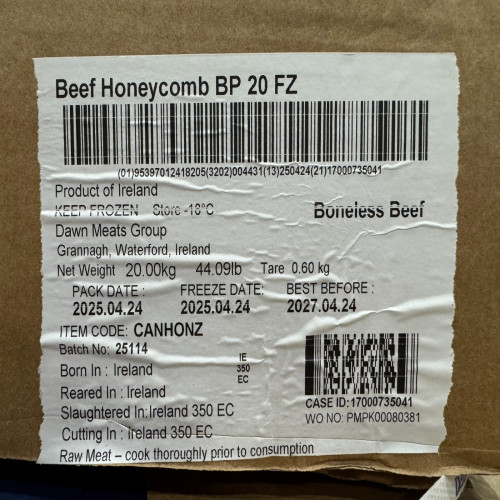 Beef Honeycomb BP 20 FZ
(01)95397012418205(3202)004431(13)250424(21)17000735041
Product of Ireland
KEEP FROZEN Store -18°C
Boneless Beef
Dawn Meats Group
Grannagh, Waterford, Ireland
Net Weight 20.00kg 44.09lb Tare 0.60 kg
PACK DATE : FREEZE DATE: BEST BEFORE :
2025.04.24 2025.04.24 2027.04.24
ITEM CODE: CANHONZ
Batch No: 25114
Born In : Ireland
IE
350
EC
Reared In : Ireland
Slaughtered In:Ireland 350 EC
Cutting In : Ireland 350 EC
CASE ID:17000735041
WO NO: PMPK00080381
Raw Meat – cook thoroughly prior to consumption